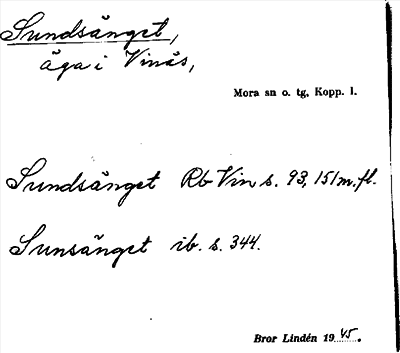 Sundsänget,
äga i Vinäs,
Mora sn o. tg, Kopp. l.
Sundsänget Rb Vin s. 93, 151 m. fl.
Sunsänget ib. s. 344.
Bror Lindén 1945.